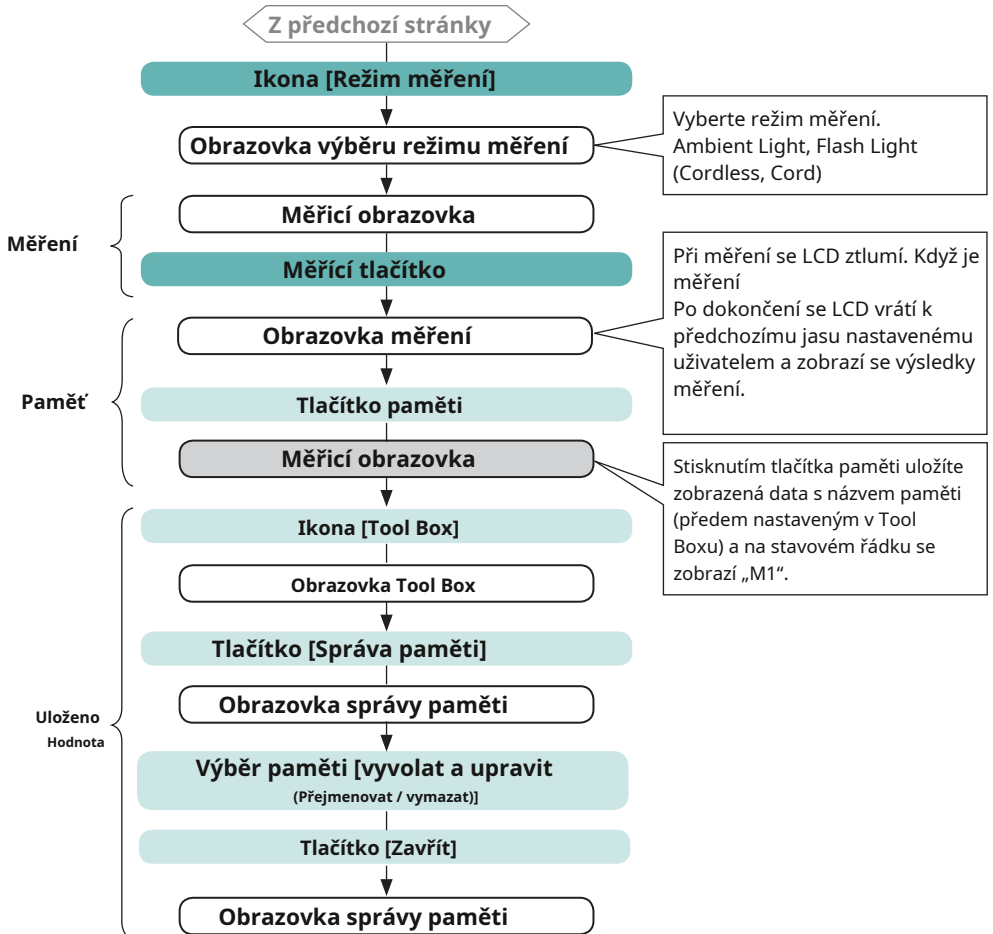 Z předchozí stránky
Ikona [Režim měření]
Obrazovka výběru režimu měření
Vyberte režim měření.
Ambient Light, Flash Light
(Cordless, Cord)
Měření
Měřicí obrazovka
Měřící tlačítko
Při měření se LCD ztlumí. Když je
měření
Po dokončení se LCD vrátí k
předchozímu jasu nastavenému
uživatelem a zobrazí se výsledky
měření.
Paměť
Obrazovka měření
Tlačítko paměti
Měřicí obrazovka
Stisknutím tlačítka paměti uložíte
zobrazená data s názvem paměti
(předem nastaveným v Tool
Boxu) a na stavovém řádku se
zobrazí „M1“.
Ikona [Tool Box]
Obrazovka Tool Box
Tlačítko [Správa paměti]
Obrazovka správy paměti
Uloženo
Hodnota
Výběr paměti [vyvolat a upravit
(Přejmenovat / vymazat)]
Tlačítko [Zavřít]
Obrazovka správy paměti